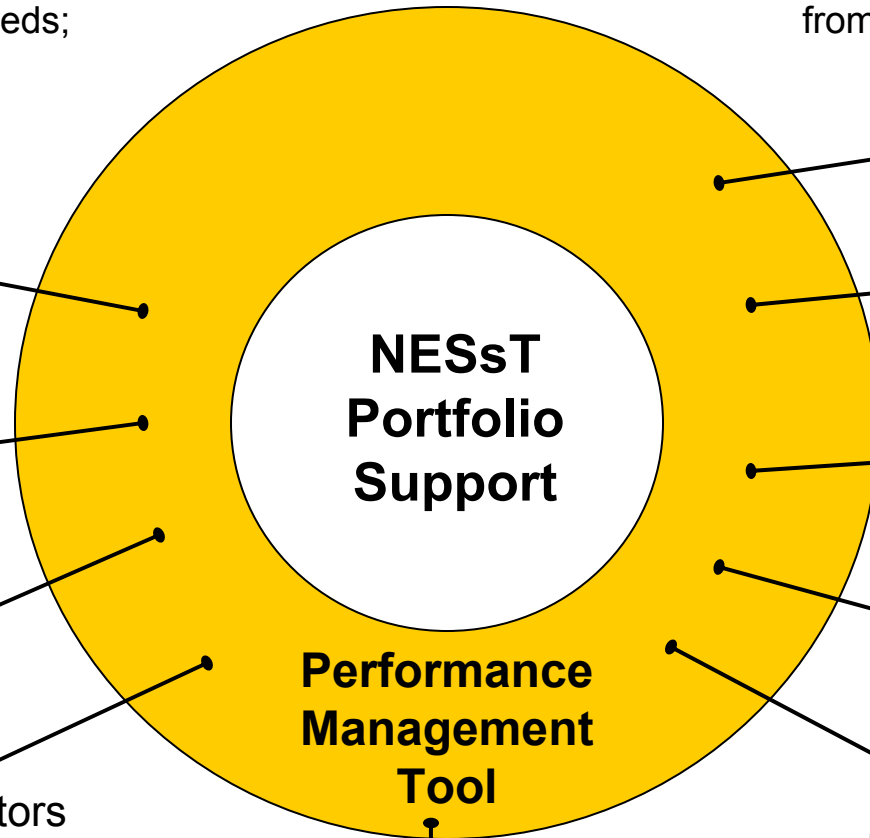 eds;
from
NESsT
Portfolio
Support
Performance
Management
Tool
tors